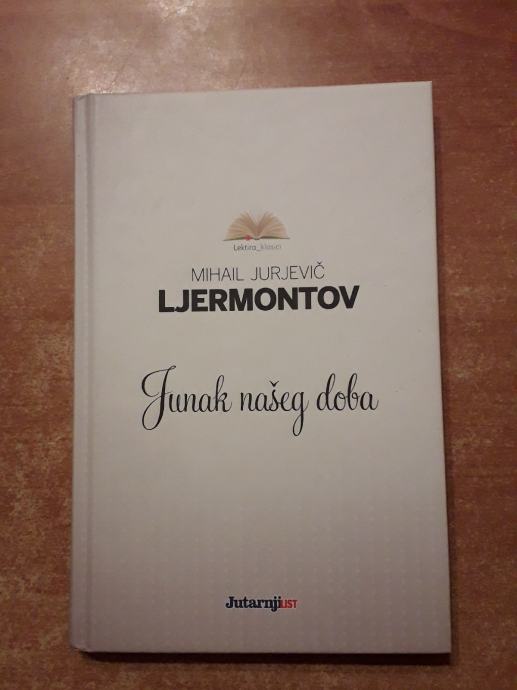 Lektira_klasici
MIHAIL JURJEVIČ
LJERMONTOV
Junak našeg doba
Jutarnji LIST